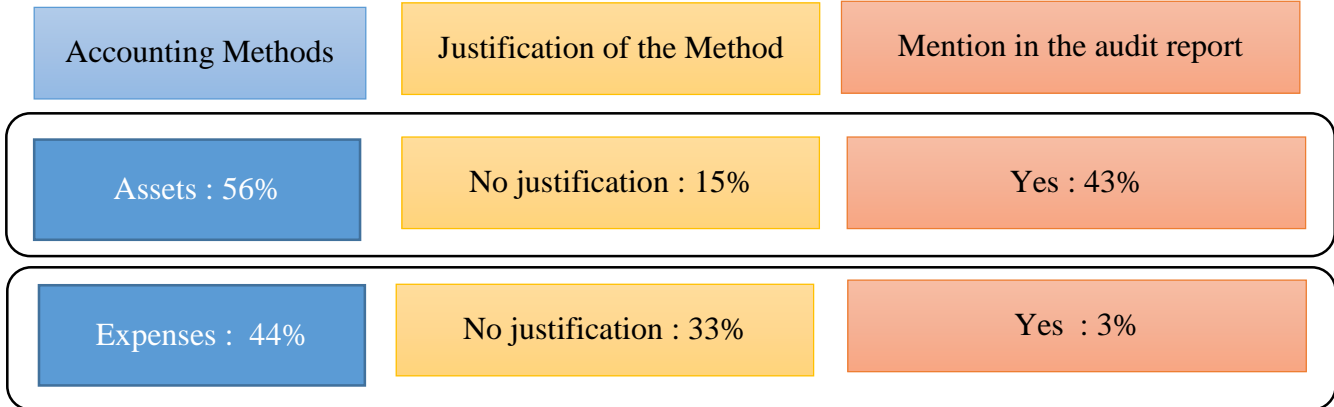 Accounting Methods
Justification of the Method
Mention in the audit report
Assets : 56%
No justification : 15%
Yes : 43%
Expenses : 44%
No justification : 33%
Yes : 3%